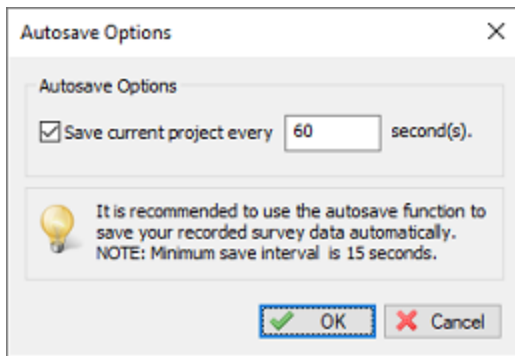 Autosave Options
Autosave Options
Save current project every 60 second(s).
It is recommended to use the autosave function to
save your recorded survey data automatically.
NOTE: Minimum save interval is 15 seconds.
OK Cancel